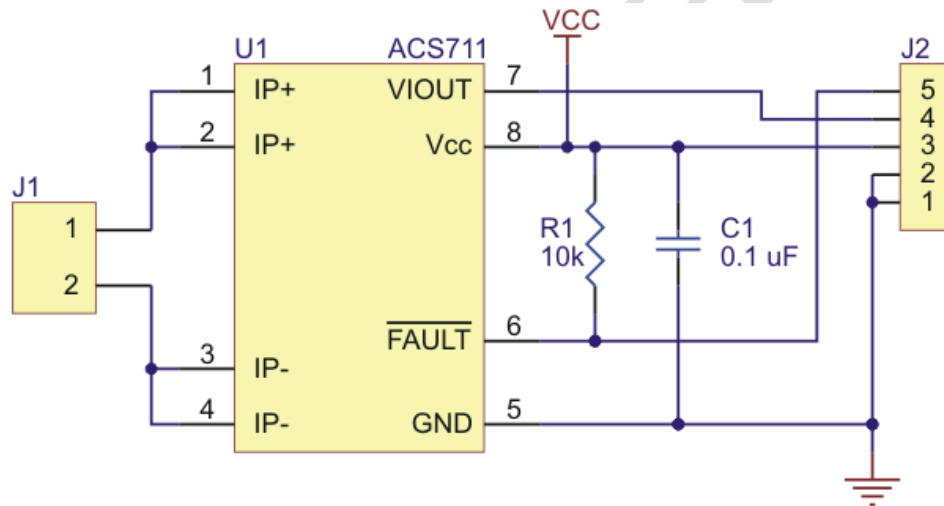 VCC
U1 ACS711 J2
1 IP+ VIOUT 7 5
4
2 IP+ Vcc 8 3
2
J1 1
1 R1 C1
10k 0.1 uF
2
FAULT 6
3 IP-
4 IP- GND 5